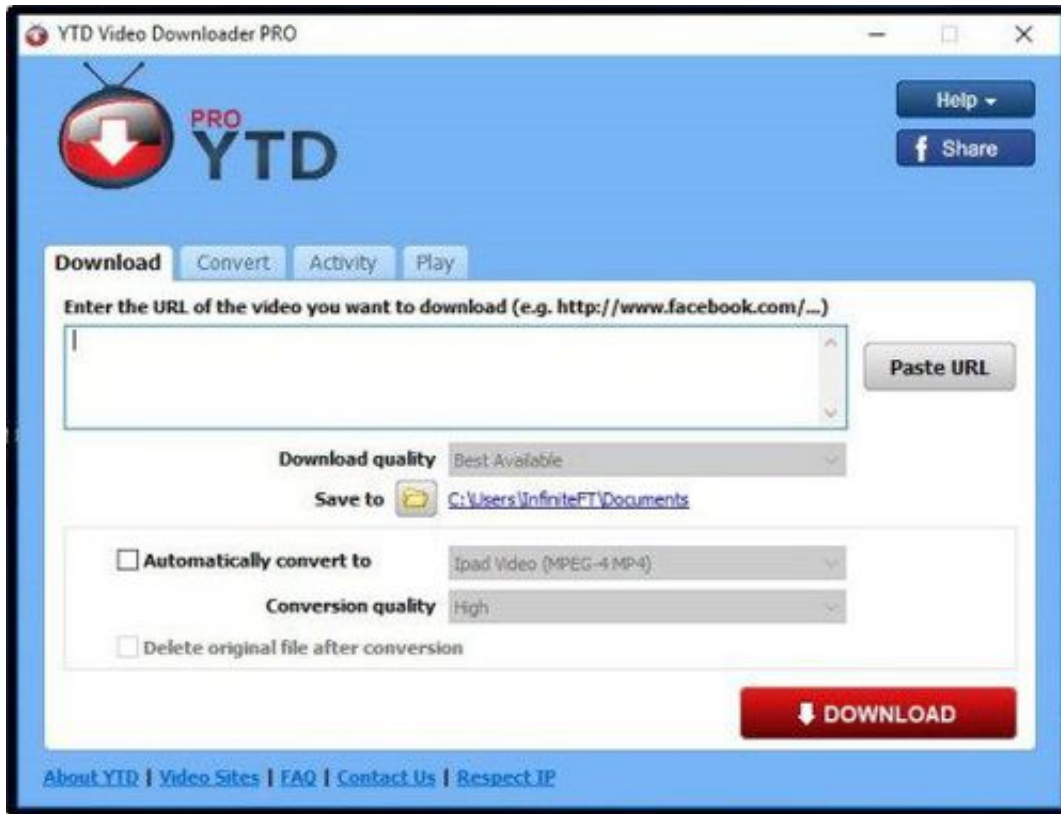 YTD Video Downloader PRO
PRO
YTD
Help
f Share
Download Convert Activity Play
Enter the URL of the video you want to download (e.g. http://www.facebook.com/...)
Paste URL
Download quality Best Available
Save to C:\Users\InfiniteFT\Documents
Automatically convert to Ipad Video (MPEG-4 MP4)
Conversion quality High
Delete original file after conversion
DOWNLOAD
About YTD | Video Sites | FAQ | Contact Us | Respect IP